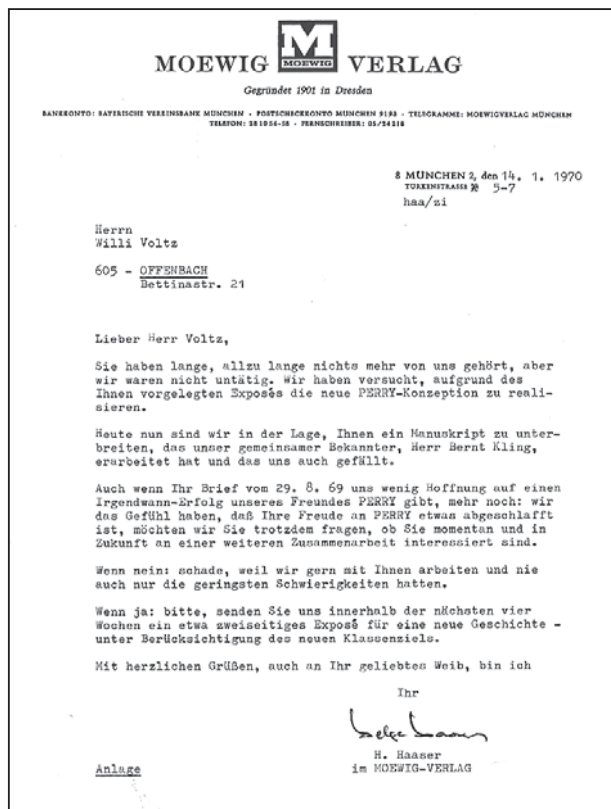 M
MOEWIG
MOEWIG VERLAG
Gegründet 1901 in Dresden
BANKKONTO: BAYERISCHE VEREINSBANK MÜNCHEN · POSTSCHECKKONTO MÜNCHEN 9193 · TELEGRAMME: MOEWIGVERLAG MÜNCHEN
TELEFON: 281056-58 · FERNSCHREIBER: 05/24216
8 MÜNCHEN 2, den 14. 1. 1970
TÜRKENSTRASSE 5-7
haa/zi
Herrn
Willi Voltz
605 - OFFENBACH
Bettinastr. 21
Lieber Herr Voltz,
Sie haben lange, allzu lange nichts mehr von uns gehört, aber
wir waren nicht untätig. Wir haben versucht, aufgrund des
Ihnen vorgelegten Exposés die neue PERRY-Konzeption zu reali-
sieren.
Heute nun sind wir in der Lage, Ihnen ein Manuskript zu unter-
breiten, das unser gemeinsamer Bekannter, Herr Bernt Kling,
erarbeitet hat und das uns auch gefällt.
Auch wenn Ihr Brief vom 29. 8. 69 uns wenig Hoffnung auf einen
Irgendwann-Erfolg unseres Freundes PERRY gibt, mehr noch: wir
das Gefühl haben, daß Ihre Freude an PERRY etwas abgeschlafft
ist, möchten wir Sie trotzdem fragen, ob Sie momentan und in
Zukunft an einer weiteren Zusammenarbeit interessiert sind.
Wenn nein: schade, weil wir gern mit Ihnen arbeiten und nie
auch nur die geringsten Schwierigkeiten hatten.
Wenn ja: bitte, senden Sie uns innerhalb der nächsten vier
Wochen ein etwa zweiseitiges Exposé für eine neue Geschichte -
unter Berücksichtigung des neuen Klassenziels.
Mit herzlichen Grüßen, auch an Ihr geliebtes Weib, bin ich
Ihr
H. Haaser
im MOEWIG-VERLAG
Anlage